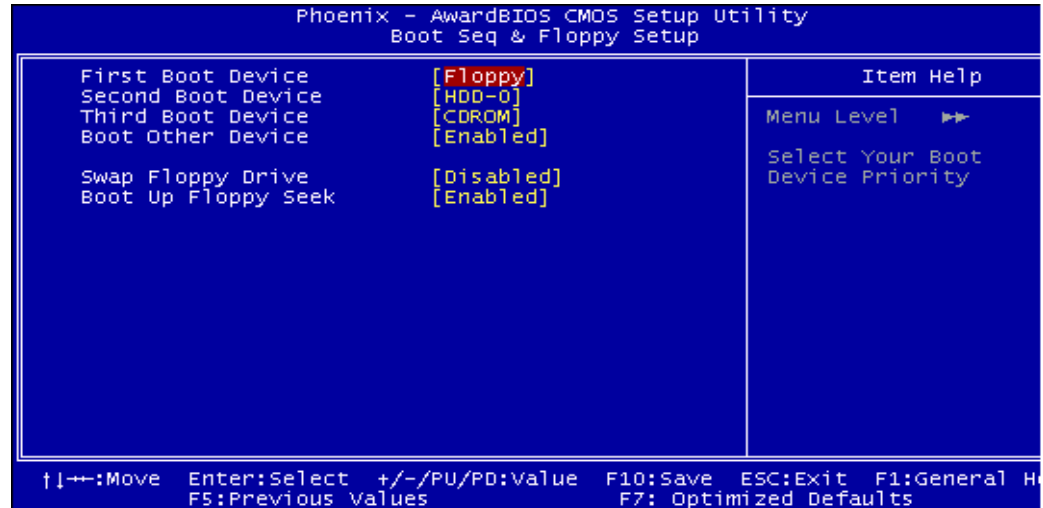 Phoenix - AwardBIOS CMOS Setup Utility
Boot Seq & Floppy Setup
First Boot Device [Floppy]
Second Boot Device [HDD-0]
Third Boot Device [CDROM]
Boot Other Device [Enabled]
Swap Floppy Drive [Disabled]
Boot Up Floppy Seek [Enabled]
Item Help
Menu Level ►►
Select Your Boot
Device Priority
↑↓→←:Move Enter:Select +/-/PU/PD:Value F10:Save ESC:Exit F1:General
F5:Previous Values F7: Optimized Defaults